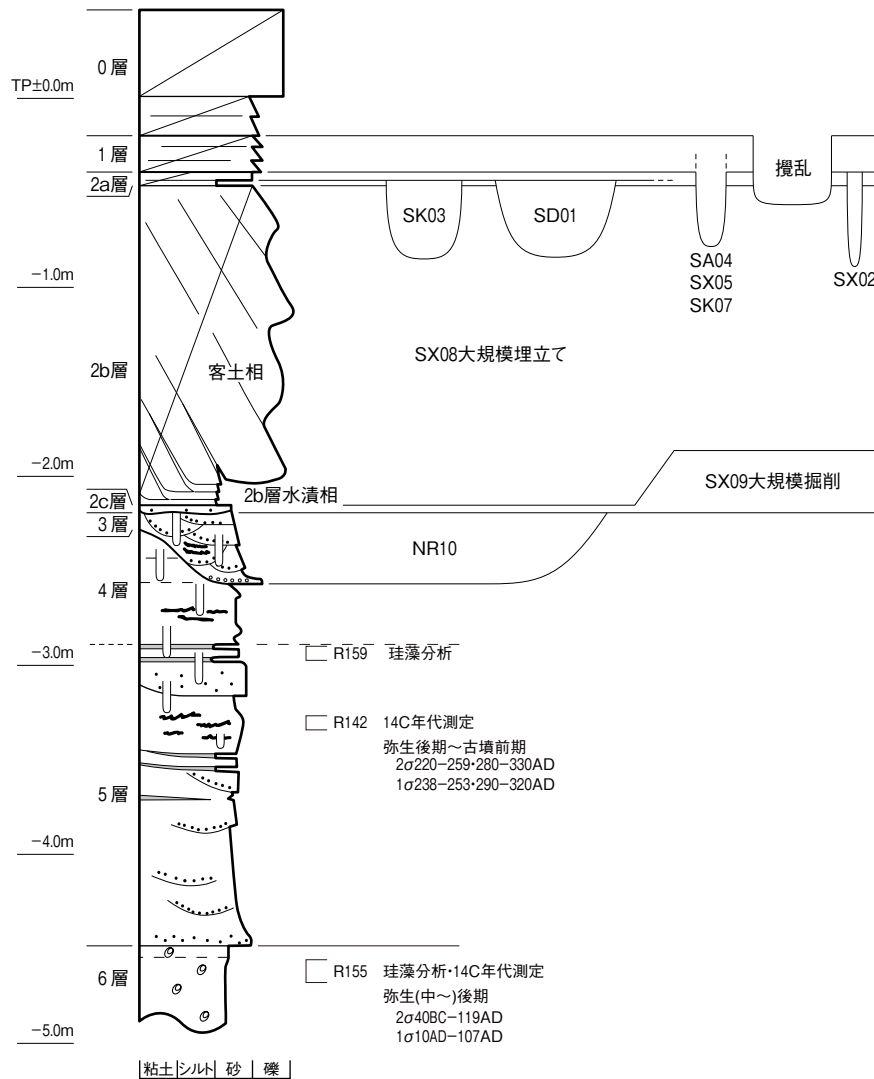 0層
TP±0.0m
1層
攪乱
2a層
SK03
SD01
SA04
SX05
SK07
SX02
−1.0m
SX08大規模埋立て
2b層
客土相
−2.0m
SX09大規模掘削
2b層水漬相
2c層
3層
NR10
4層
−3.0m
R159 珪藻分析
R142 14C年代測定
弥生後期～古墳前期
2σ220−259・280−330AD
1σ238−253・290−320AD
5層
−4.0m
R155 珪藻分析・14C年代測定
6層
弥生(中～)後期
2σ40BC−119AD
1σ10AD−107AD
−5.0m
粘土 シルト 砂 礫